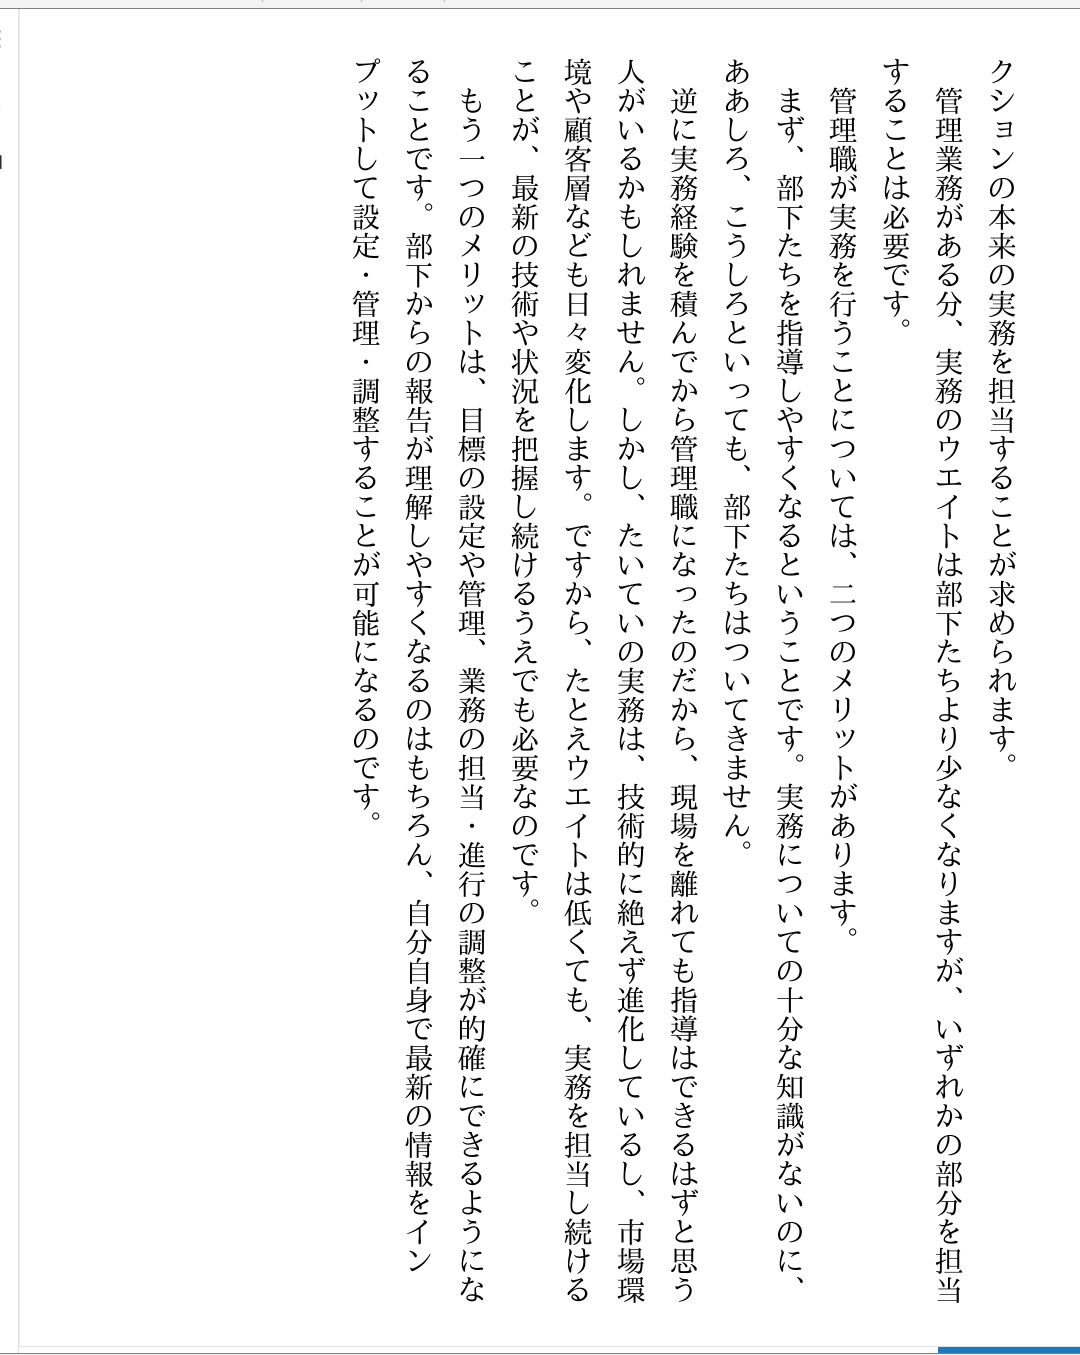 クションの本来の実務を担当することが求められます。
　管理業務がある分、実務のウエイトは部下たちより少なくなりますが、いずれかの部分を担当
することは必要です。
　管理職が実務を行うことについては、二つのメリットがあります。
　まず、部下たちを指導しやすくなるということです。実務についての十分な知識がないのに、
ああしろ、こうしろといっても、部下たちはついてきません。
　逆に実務経験を積んでから管理職になったのだから、現場を離れても指導はできるはずと思う
人がいるかもしれません。しかし、たいていの実務は、技術的に絶えず進化しているし、市場環
境や顧客層なども日々変化します。ですから、たとえウエイトは低くても、実務を担当し続ける
ことが、最新の技術や状況を把握し続けるうえでも必要なのです。
　もう一つのメリットは、目標の設定や管理、業務の担当・進行の調整が的確にできるようにな
ることです。部下からの報告が理解しやすくなるのはもちろん、自分自身で最新の情報をイン
プットして設定・管理・調整することが可能になるのです。